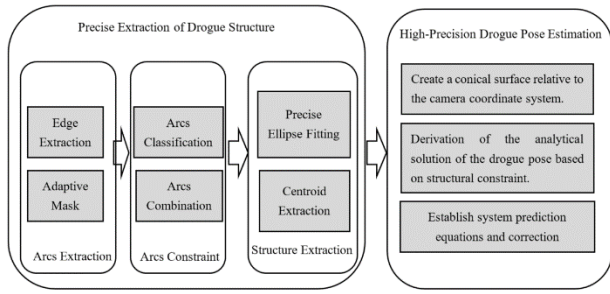 Precise Extraction of Drogue Structure
Edge
Extraction
Adaptive
Mask
Arcs Extraction
Arcs
Classification
Arcs
Combination
Arcs Constraint
Precise
Ellipse Fitting
Centroid
Extraction
Structure Extraction
High-Precision Drogue Pose Estimation
Create a conical surface relative to
the camera coordinate system.
Derivation of the analytical
solution of the drogue pose based
on structural constraint.
Establish system prediction
equations and correction